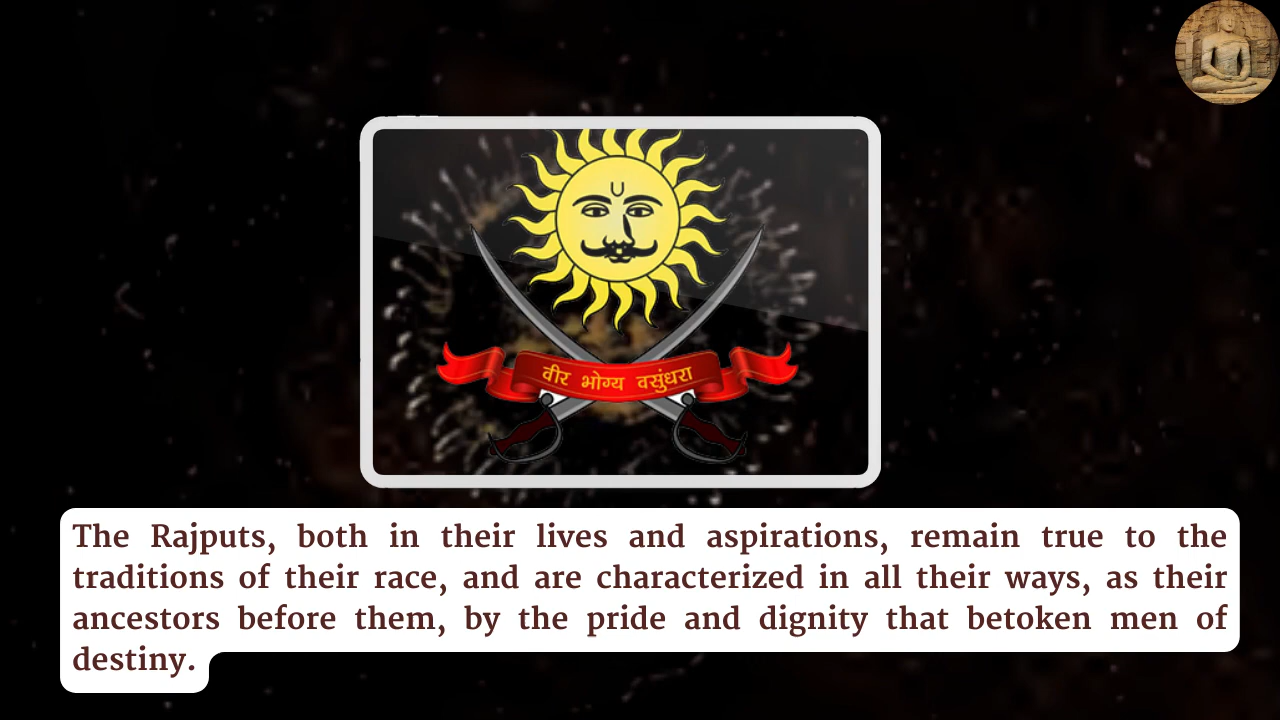 वीर भोग्य वसुंधरा
The Rajputs, both in their lives and aspirations, remain true to the
traditions of their race, and are characterized in all their ways, as their
ancestors before them, by the pride and dignity that betoken men of
destiny.